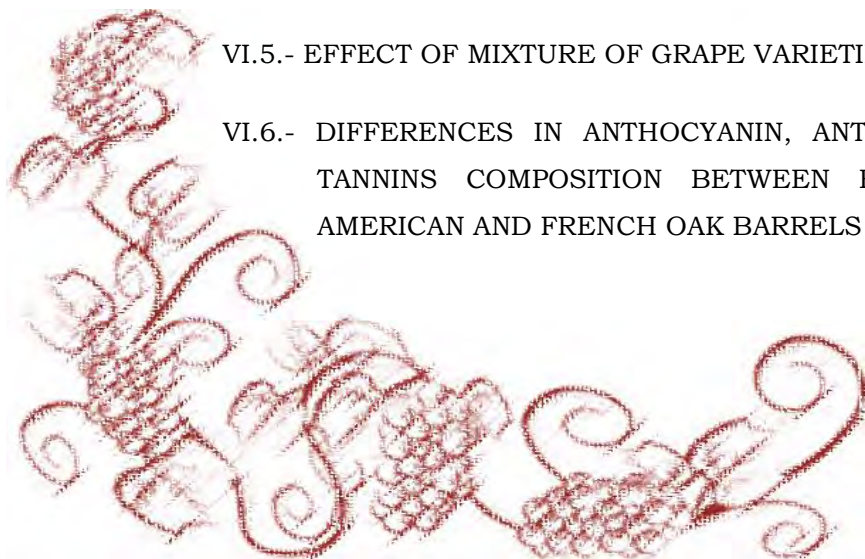 VI.5.- EFFECT OF MIXTURE OF GRAPE
VI.6.- DIFFERENCES IN ANTHOCYANIN,
TANNINS COMPOSITION BETWEEN
AMERICAN AND FRENCH OAK BARRELS